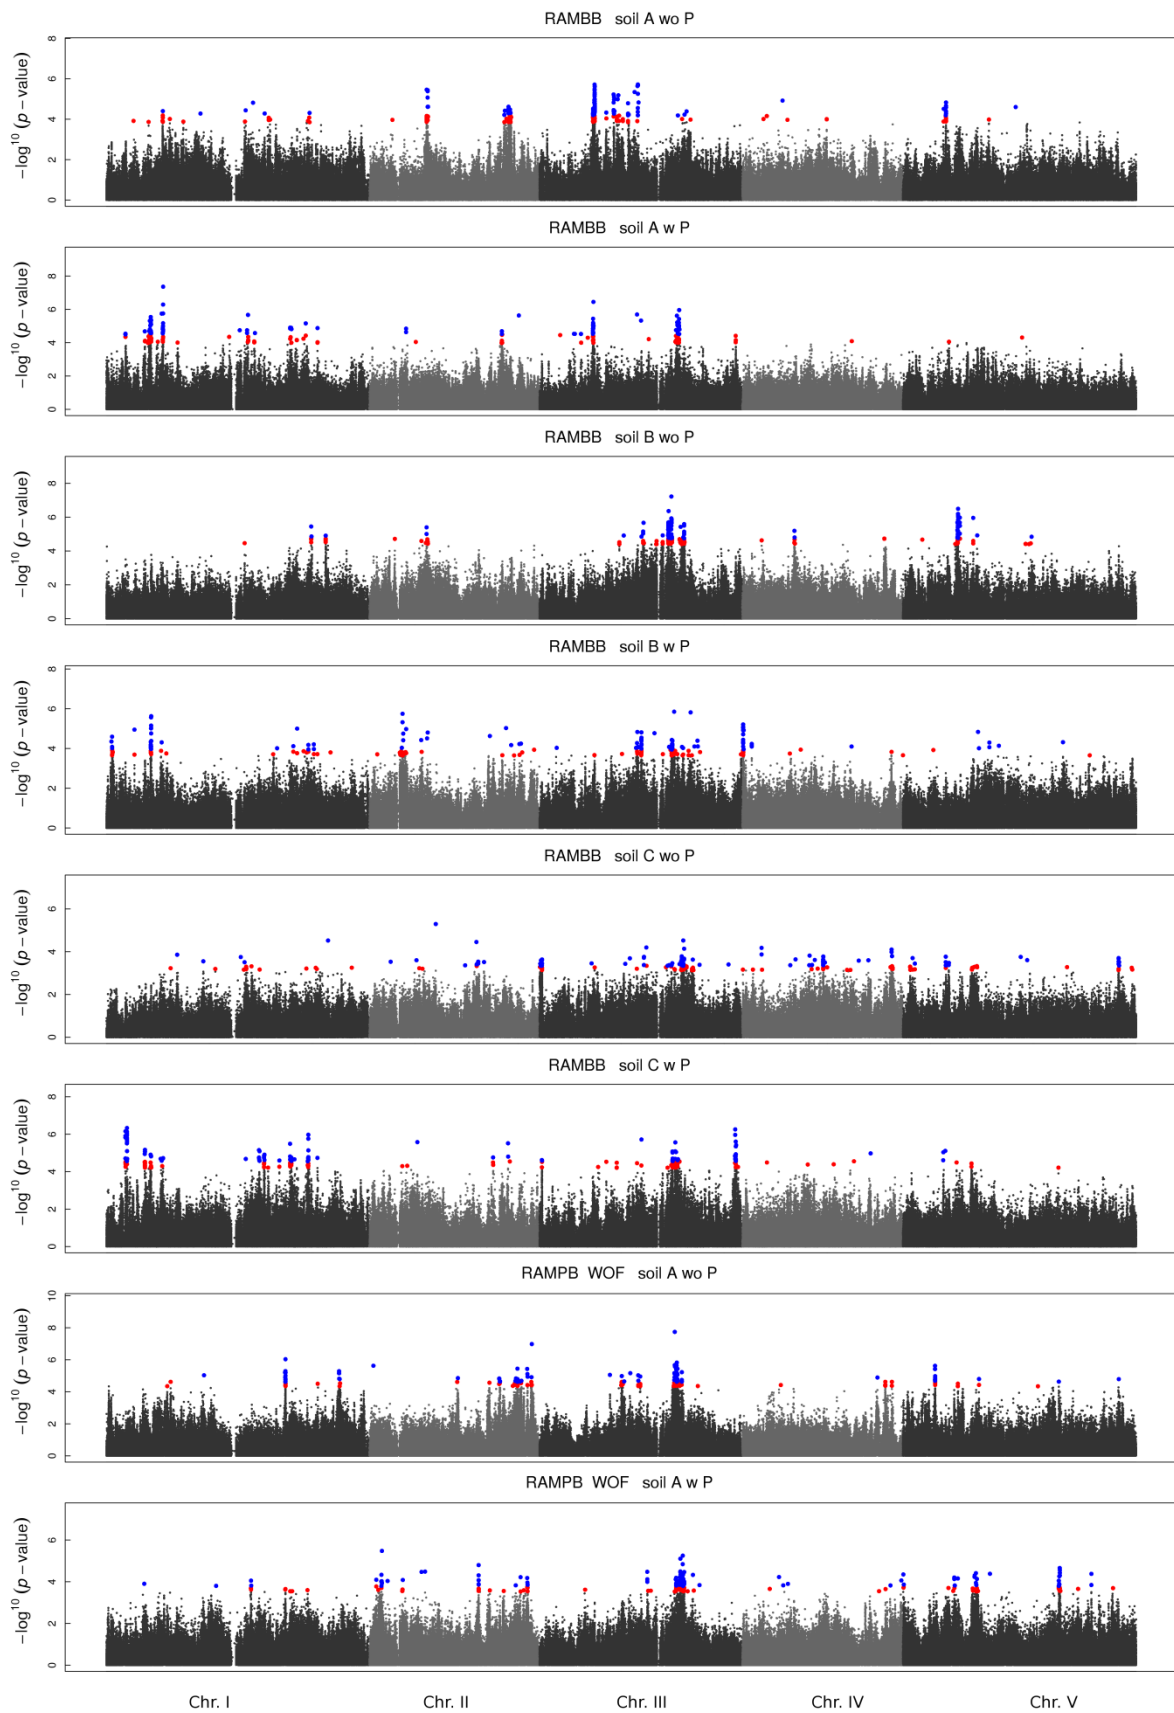 RAMBB soil A wo P
−log¹⁰ (p − value)
0 2 4 6 8
RAMBB soil A w P
−log¹⁰ (p − value)
0 2 4 6 8
RAMBB soil B wo P
−log¹⁰ (p − value)
0 2 4 6 8
RAMBB soil B w P
−log¹⁰ (p − value)
0 2 4 6 8
RAMBB soil C wo P
−log¹⁰ (p − value)
0 2 4 6
RAMBB soil C w P
−log¹⁰ (p − value)
0 2 4 6 8
RAMPB WOF soil A wo P
−log¹⁰ (p − value)
0 2 4 6 8 10
RAMPB WOF soil A w P
−log¹⁰ (p − value)
0 2 4 6
Chr. I Chr. II Chr. III Chr. IV Chr. V